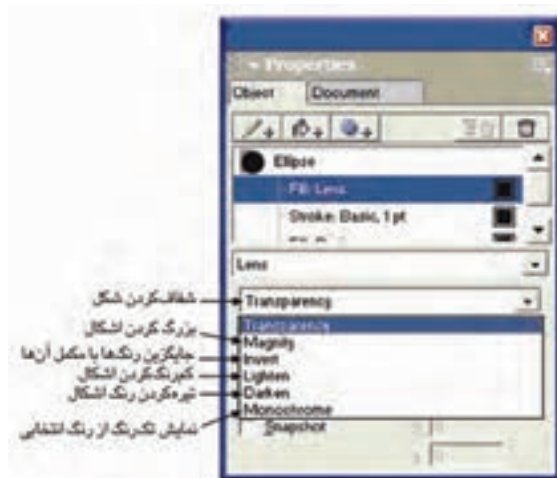 Properties
Object Document
Ellipse
Fill: Lens
Stroke: Basic, 1 pt
Lens
شفاف‌کردن شکل Transparency
Transparency
بزرگ کردن اشکال Magnify
جایگزین رنگ‌ها با مکمل آن‌ها Invert
کم‌رنگ‌کردن اشکال Lighten
تیره‌کردن رنگ اشکال Darken
نمایش تک‌رنگ از رنگ انتخابی Monochrome
Snapshot